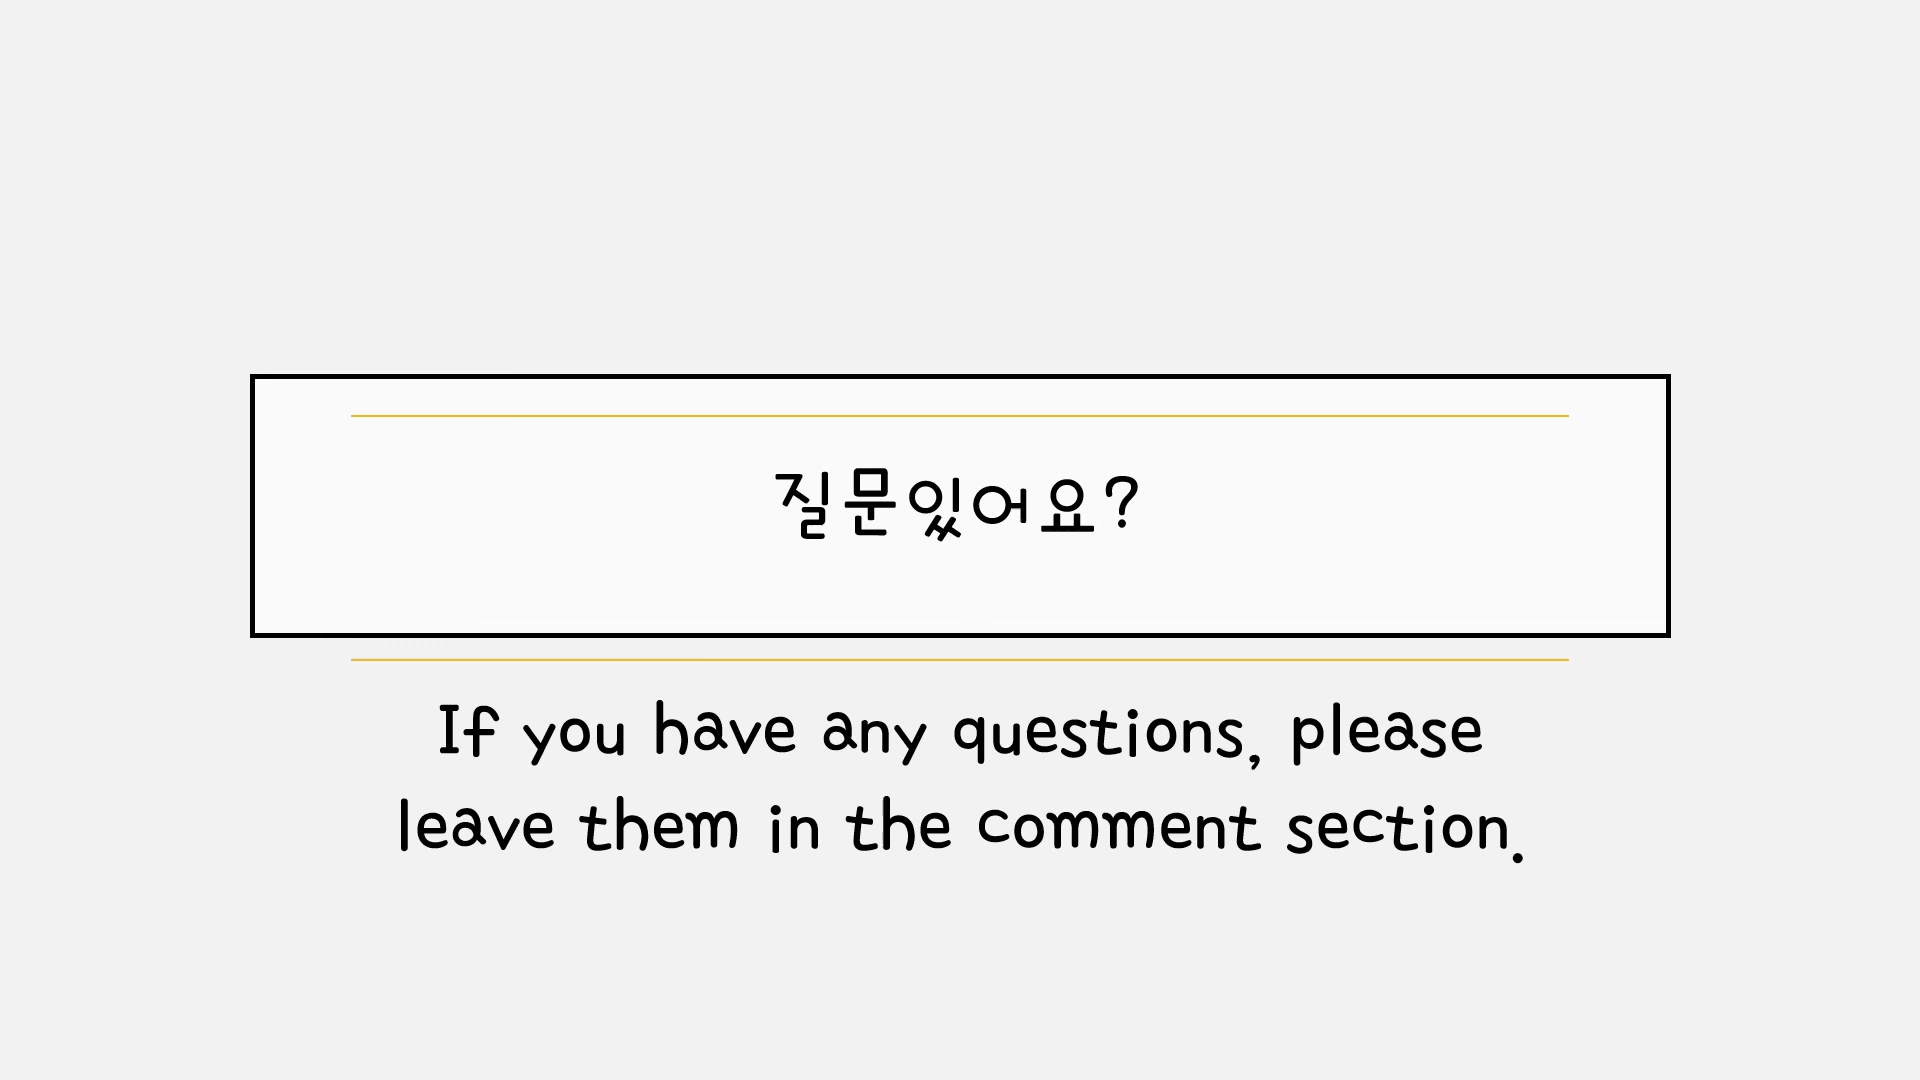 질문있어요?
If you have any questions, please
leave them in the comment section.